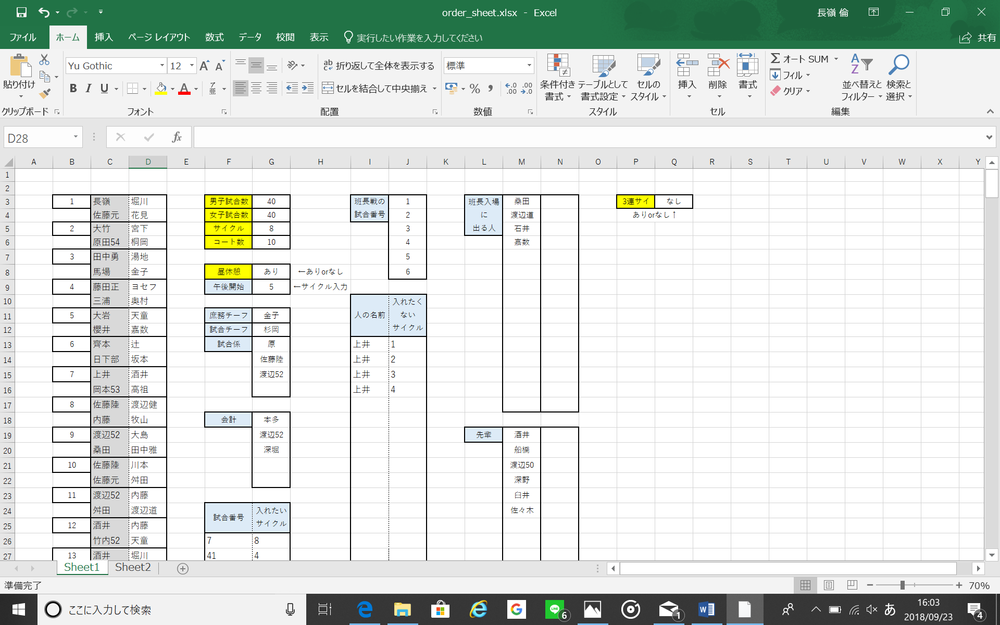 order_sheet.xlsx - Excel
長嶺 倫
ファイル ホーム 挿入 ページ レイアウト 数式 データ 校閲 表示 実行したい作業を入力してください 共有
Yu Gothic 12 折り返して全体を表示する 標準 オート SUM
貼り付け B I U セルを結合して中央揃え 条件付き書式 テーブルとして書式設定 セルのスタイル 挿入 削除 書式 フィル クリア 並べ替えとフィルター 検索と選択
クリップボード フォント 配置 数値 スタイル セル 編集
D28 fx
A B C D E F G H I J K L M N O P Q R S T U V W X Y
1
2
3 1 長嶺 堀川 男子試合数 40 班長戦の 1 班長入場 桑田 3連サイ なし
4 佐藤元 花見 女子試合数 40 試合番号 2 に 渡辺道 ありorなし↑
5 2 大竹 宮下 サイクル 8 3 出る人 石井
6 原田54 桐岡 コート数 10 4 嘉数
7 3 田中勇 湯地 5
8 馬場 金子 昼休憩 あり ←ありorなし 6
9 4 藤田正 ヨセフ 午後開始 5 ←サイクル入力
10 三浦 奥村 入れたく
11 5 大岩 天童 庶務チーフ 金子 人の名前 ない
12 櫻井 嘉数 試合チーフ 杉岡 サイクル
13 6 齊本 辻 試合係 原 上井 1
14 日下部 坂本 佐藤陸 上井 2
15 7 上井 酒井 渡辺52 上井 3
16 岡本53 高祖 上井 4
17 8 佐藤陸 渡辺健
18 内藤 牧山 会計 本多
19 9 渡辺52 大島 渡辺52 先輩 酒井
20 桑田 田中雅 深堀 船橋
21 10 佐藤陸 川本 渡辺50
22 佐藤元 舛田 深野
23 11 渡辺52 内藤 臼井
24 舛田 渡辺道 試合番号 入れたい 佐々木
25 12 酒井 内藤 サイクル
26 竹内52 天童 7 8
27 13 酒井 堀川 41 4
Sheet1 Sheet2
準備完了 70%
ここに入力して検索 LINE 6 1 あ 16:03 4
2018/09/23